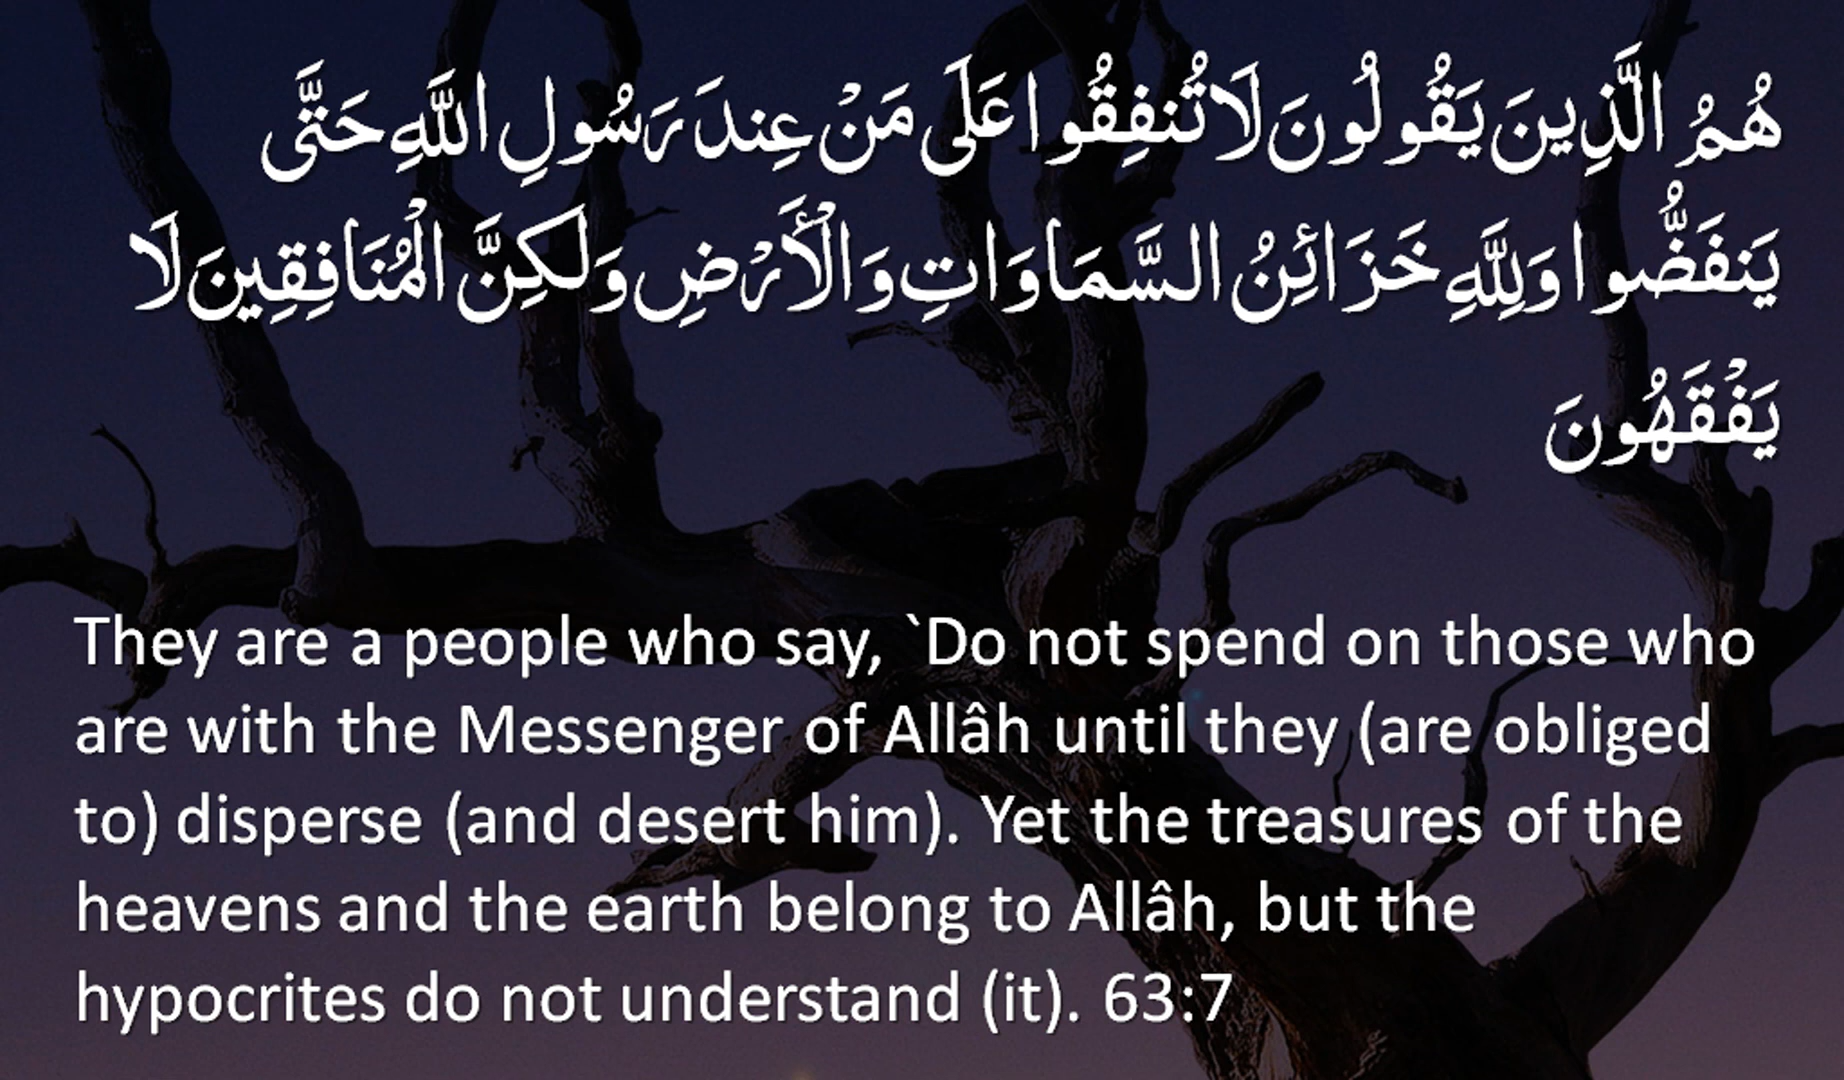 هُمُ الَّذِينَ يَقُولُونَ لَا تُنفِقُوا عَلَى مَنْ عِندَ رَسُولِ اللَّهِ حَتَّى
يَنفَضُّوا وَلِلَّهِ خَزَائِنُ السَّمَاوَاتِ وَالْأَرْضِ وَلَكِنَّ الْمُنَافِقِينَ لَا
يَفْقَهُونَ
They are a people who say, `Do not spend on those who
are with the Messenger of Allâh until they (are obliged
to) disperse (and desert him). Yet the treasures of the
heavens and the earth belong to Allâh, but the
hypocrites do not understand (it). 63:7